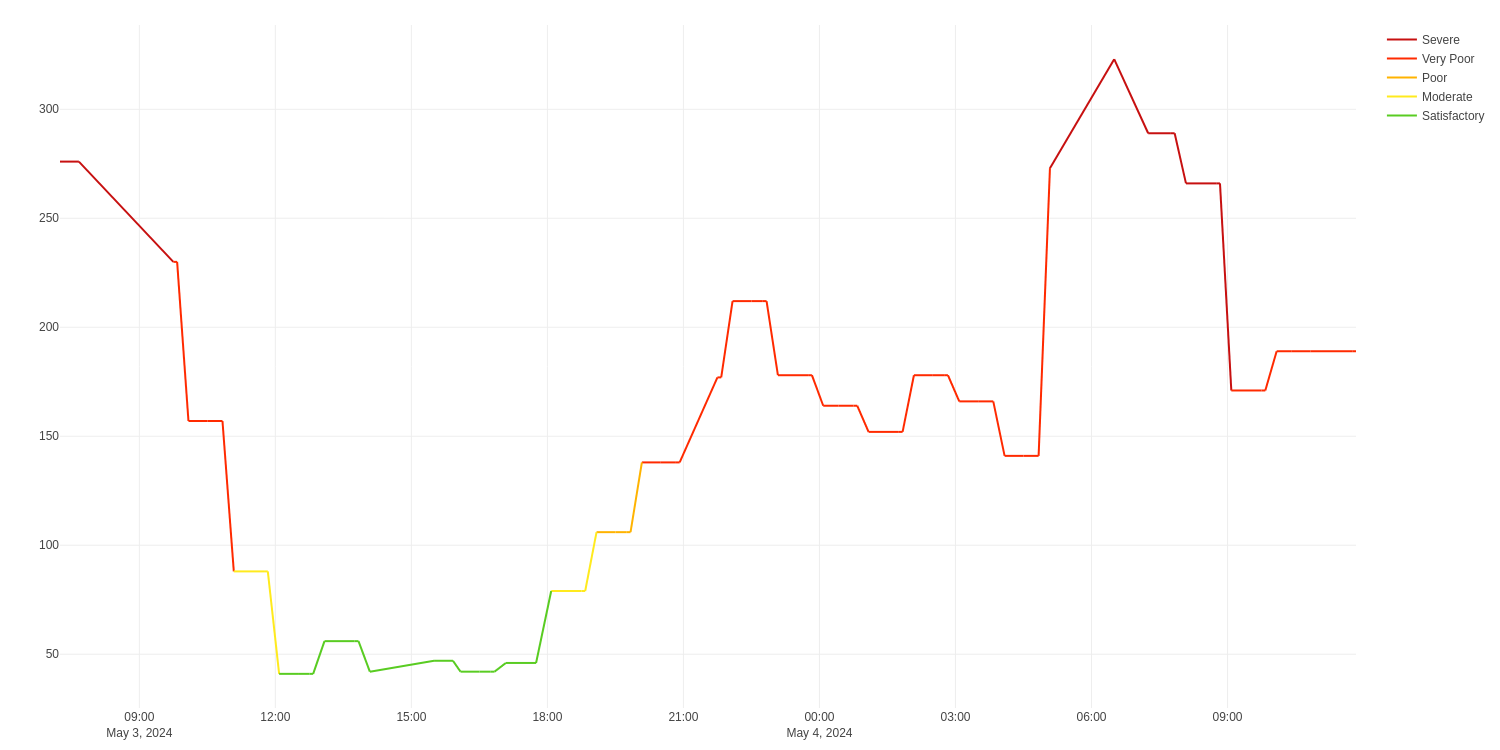 Severe
Very Poor
Poor
Moderate
Satisfactory
300
250
200
150
100
50
09:00 12:00 15:00 18:00 21:00 00:00 03:00 06:00 09:00
May 3, 2024 May 4, 2024